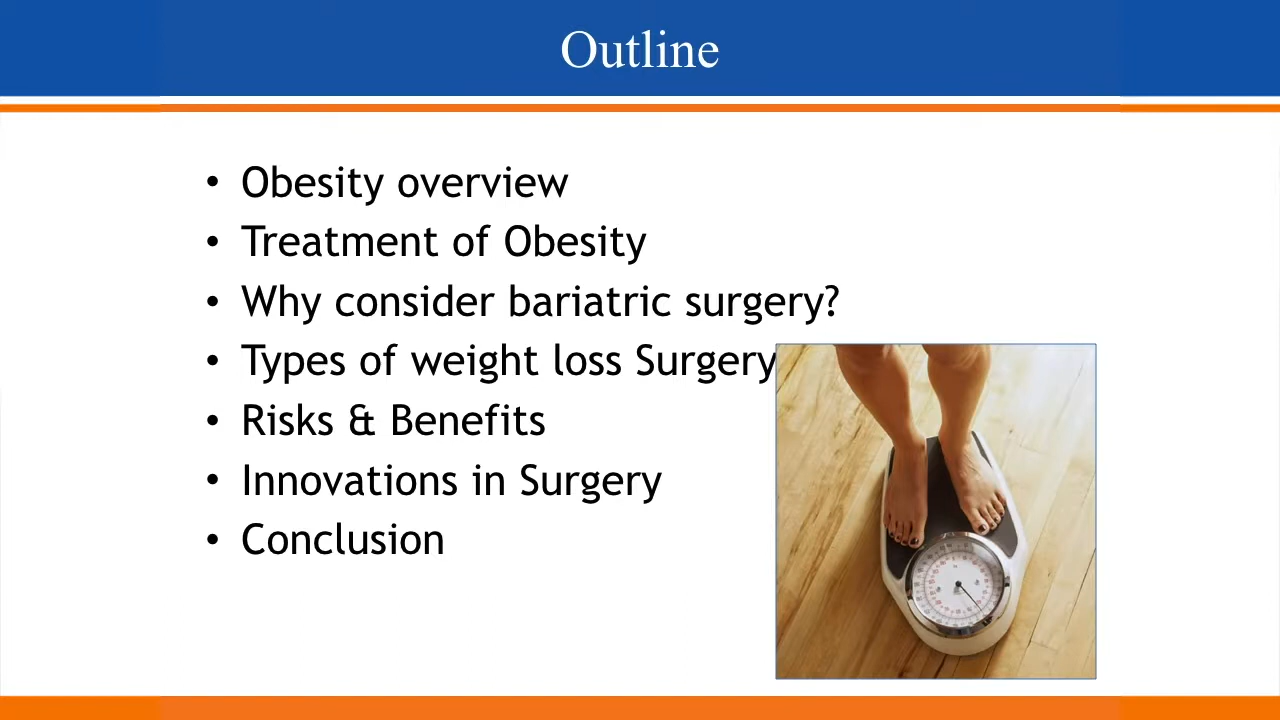 Outline
• Obesity overview
• Treatment of Obesity
• Why consider bariatric surgery?
• Types of weight loss Surgery
• Risks & Benefits
• Innovations in Surgery
• Conclusion